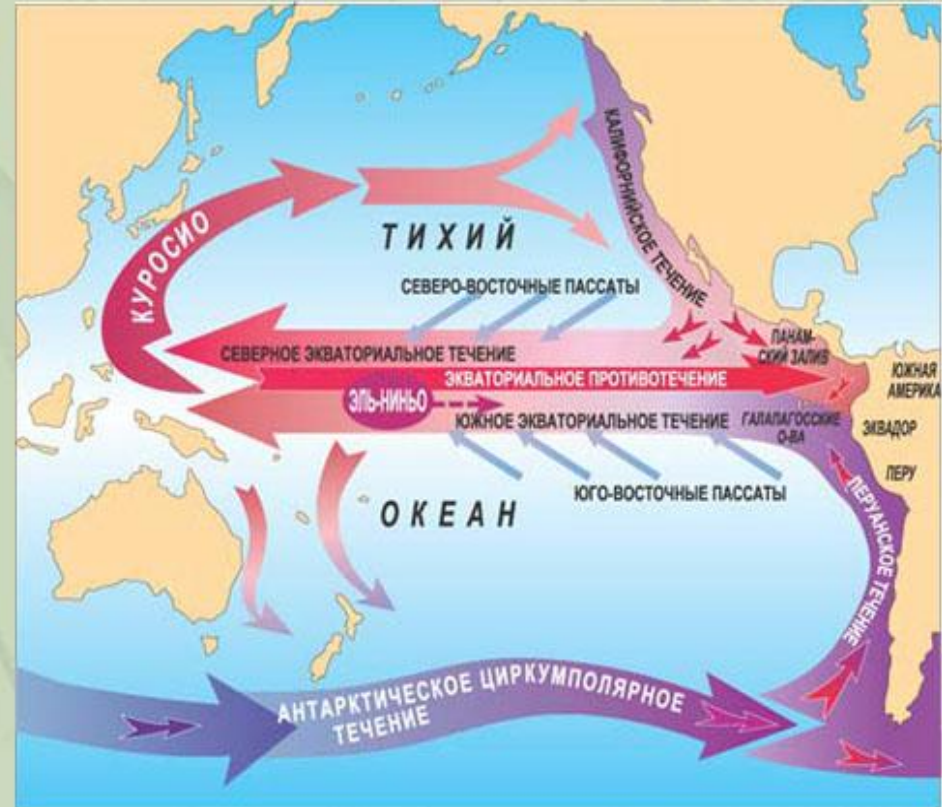 КАЛИФОРНИЙСКОЕ ТЕЧЕНИЕ
КУРОСИО
ТИХИЙ
СЕВЕРО-ВОСТОЧНЫЕ ПАССАТЫ
СЕВЕРНОЕ ЭКВАТОРИАЛЬНОЕ ТЕЧЕНИЕ
ПАНАМ-
СКИЙ ЗАЛИВ
ЭКВАТОРИАЛЬНОЕ ПРОТИВОТЕЧЕНИЕ
ЮЖНАЯ
АМЕРИКА
ЭЛЬ-НИНЬО
ЮЖНОЕ ЭКВАТОРИАЛЬНОЕ ТЕЧЕНИЕ
ГАЛАПАГОССКИЕ
О-ВА
ЭКВАДОР
ПЕРУ
ЮГО-ВОСТОЧНЫЕ ПАССАТЫ
ОКЕАН
ПЕРУАНСКОЕ ТЕЧЕНИЕ
АНТАРКТИЧЕСКОЕ ЦИРКУМПОЛЯРНОЕ
ТЕЧЕНИЕ